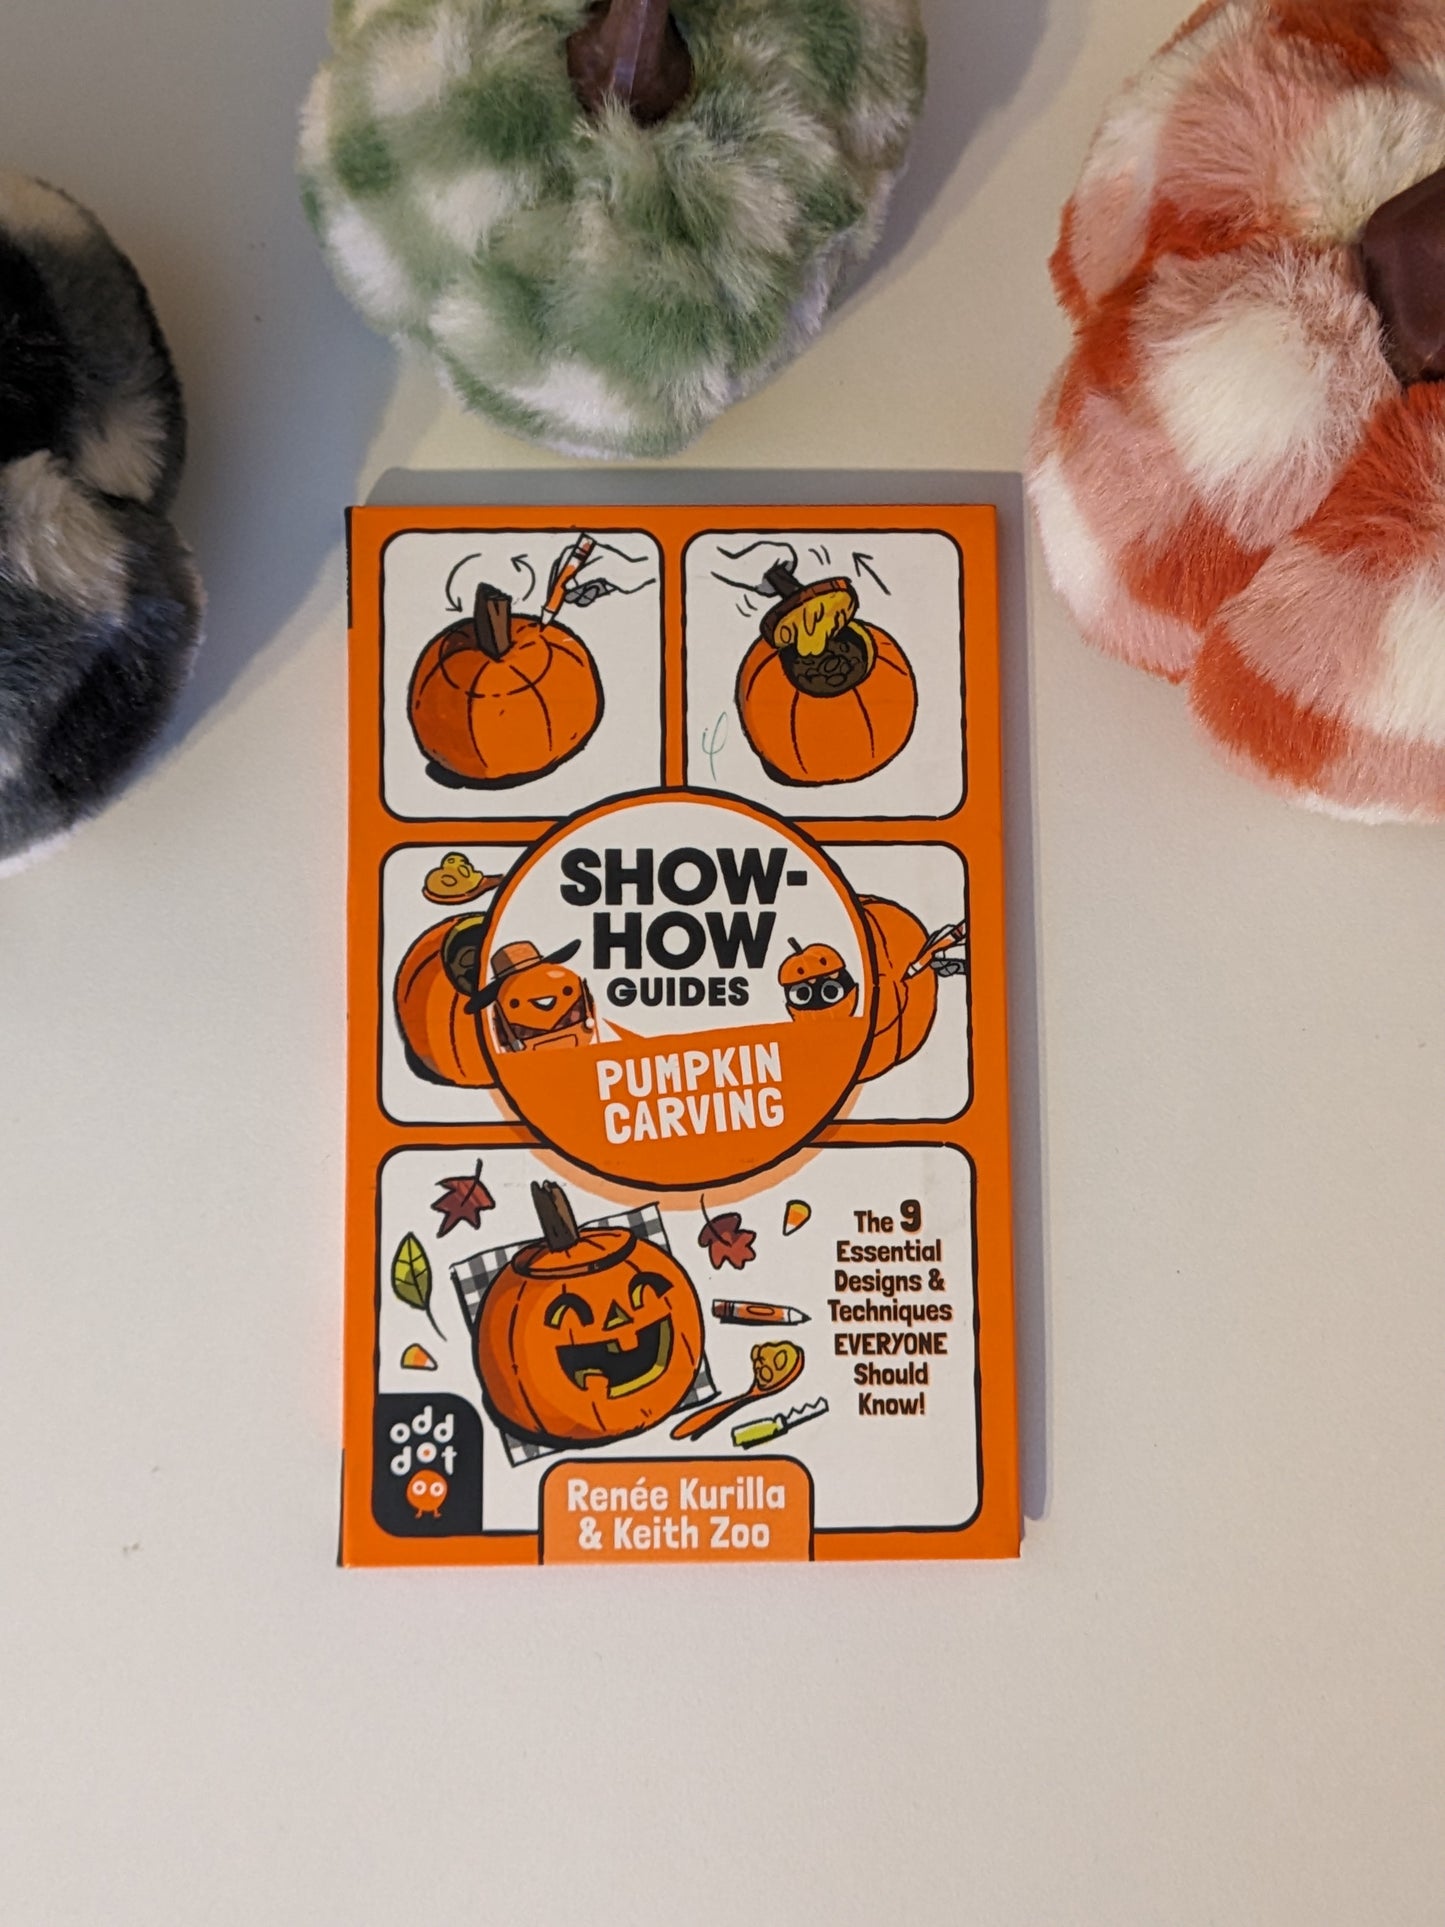 SHOW-
HOW
GUIDES
PUMPKIN
CARVING
The 9
Essential
Designs &
Techniques
EVERYONE
Should
Know!
odd
dot
Renée Kurilla
& Keith Zoo